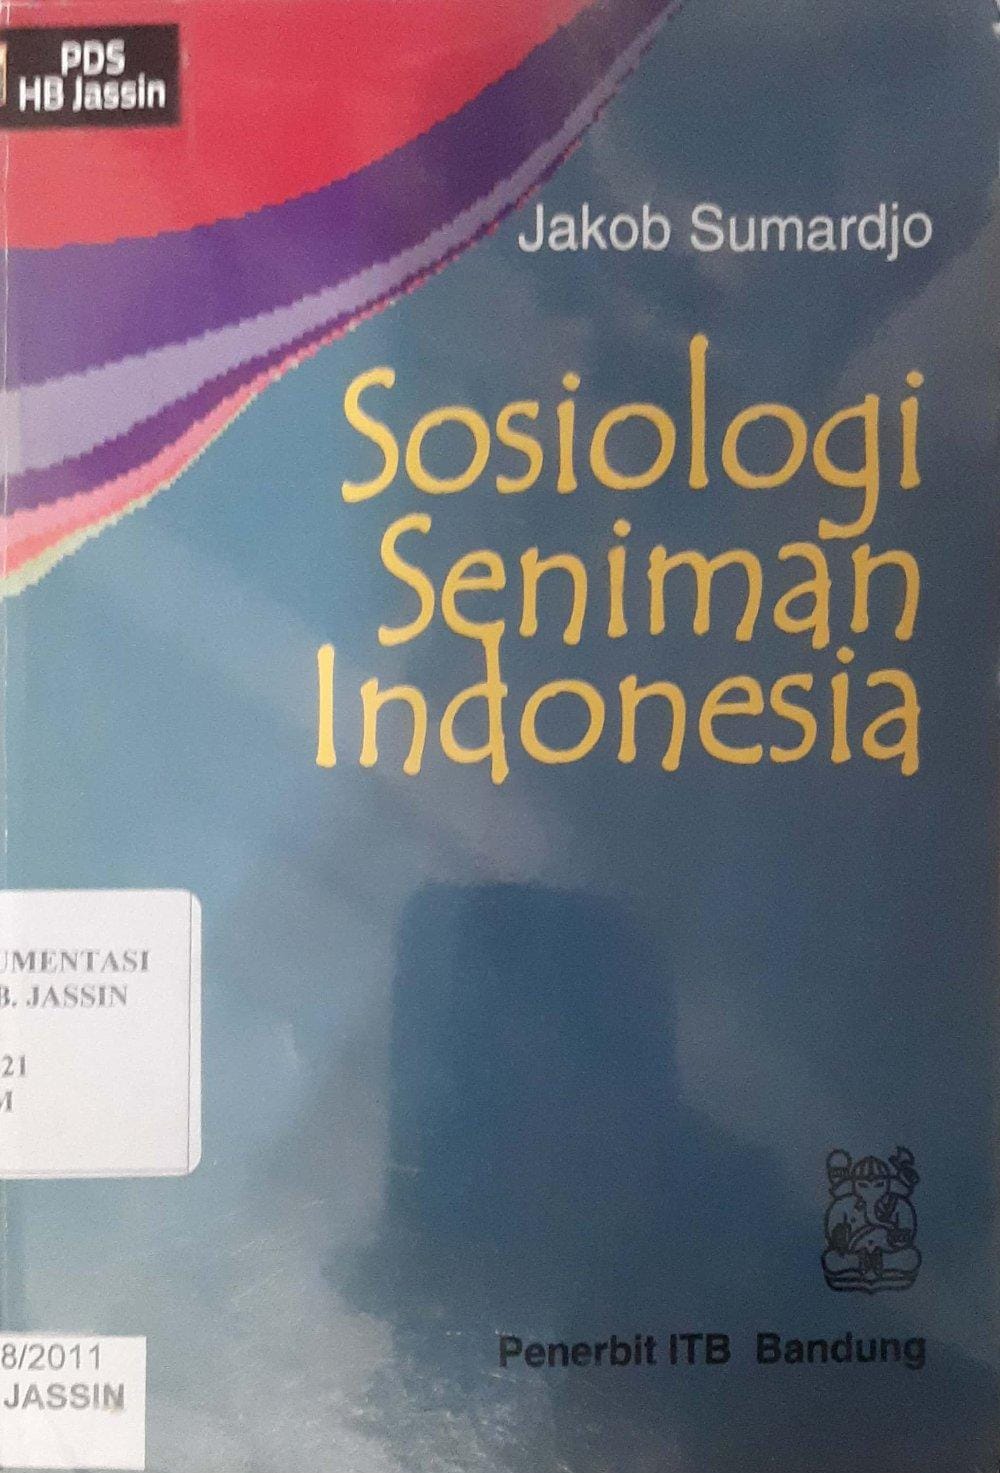 PDS
HB Jassin
Jakob Sumardjo
Sosiologi
Seniman
Indonesia
UMENTASI
B. JASSIN
21
M
Penerbit ITB Bandung
8/2011
JASSIN